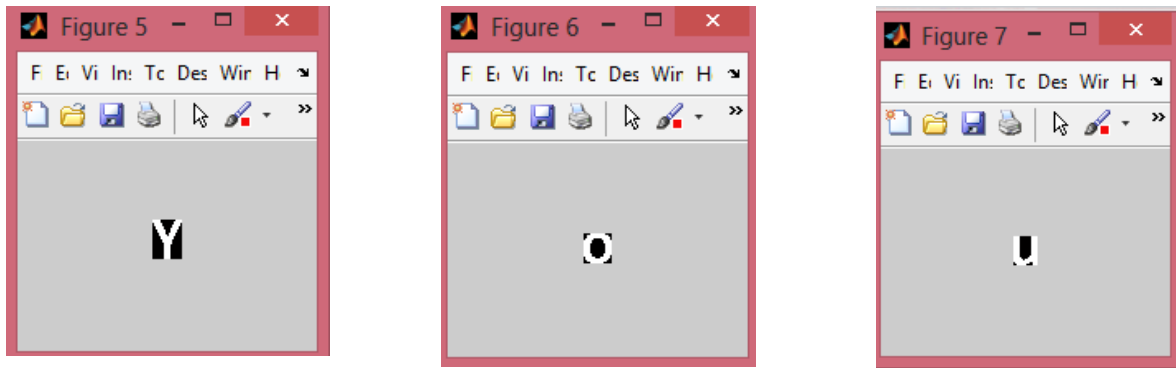 Figure 5
F Vi In: Tc Des Wir H
Y
Figure 6
F Vi In: Tc Des Wir H
o
Figure 7
F Vi In: Tc Des Wir H
u